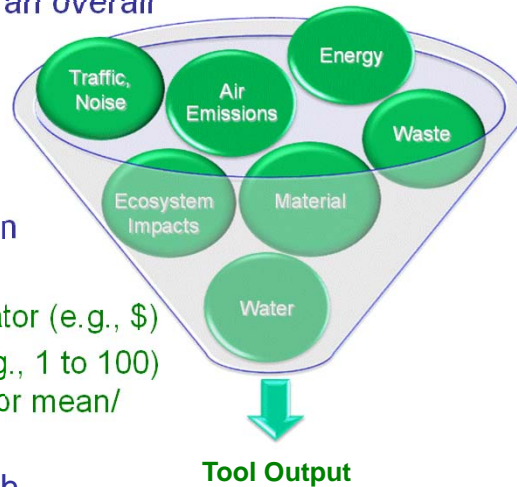 an overall
Energy
Traffic,
Noise
Air
Emissions
Waste
Ecosystem
Impacts
Material
n
Water
ator (e.g., $)
g., 1 to 100)
or mean/
Tool Output